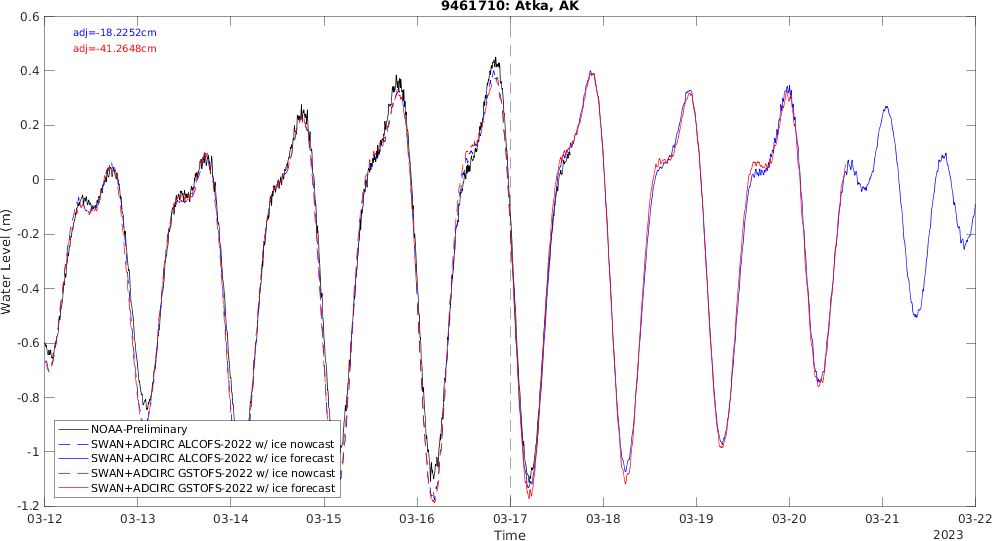 9461710: Atka, AK
adj=-18.2252cm
adj=-41.2648cm
0.6
0.4
0.2
0
-0.2
-0.4
-0.6
-0.8
-1
-1.2
Water Level (m)
NOAA-Preliminary
SWAN+ADCIRC ALCOFS-2022 w/ ice nowcast
SWAN+ADCIRC ALCOFS-2022 w/ ice forecast
SWAN+ADCIRC GSTOFS-2022 w/ ice nowcast
SWAN+ADCIRC GSTOFS-2022 w/ ice forecast
03-12 03-13 03-14 03-15 03-16 03-17 03-18 03-19 03-20 03-21 03-22
Time
2023